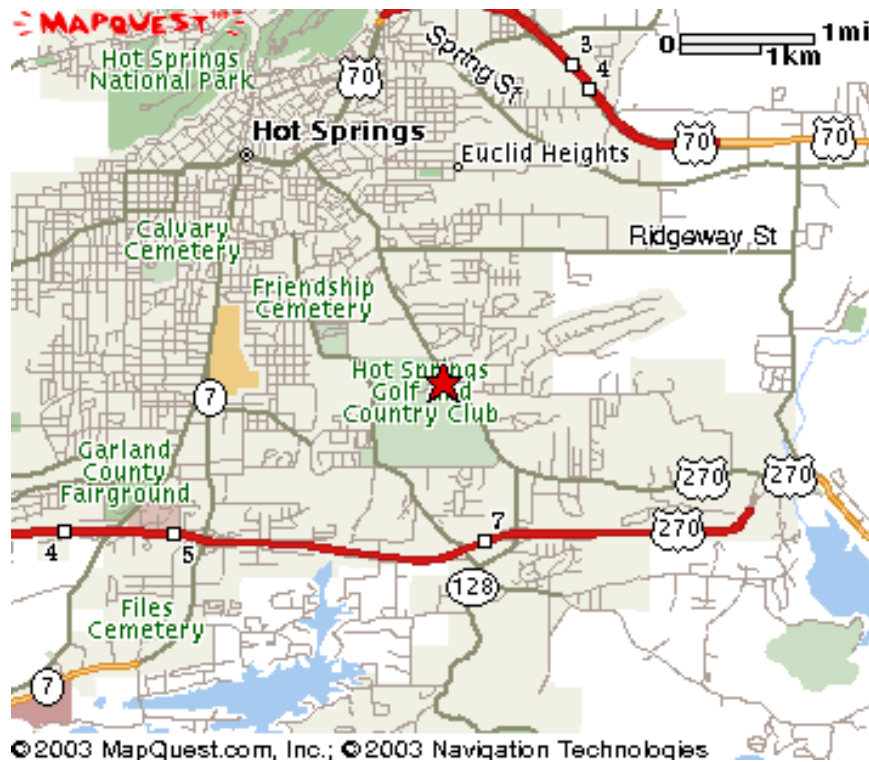 MAPQUEST™
0
1mi
1km
Hot Springs
National Park
70
Spring St
3
4
70
70
Hot Springs
Euclid Heights
Calvary
Cemetery
Ridgeway St
Friendship
Cemetery
Hot Springs
Golf and
Country Club
7
Garland
County
Fairground
270
270
270
4
5
7
128
Files
Cemetery
7
©2003 MapQuest.com, Inc.; ©2003 Navigation Technologies